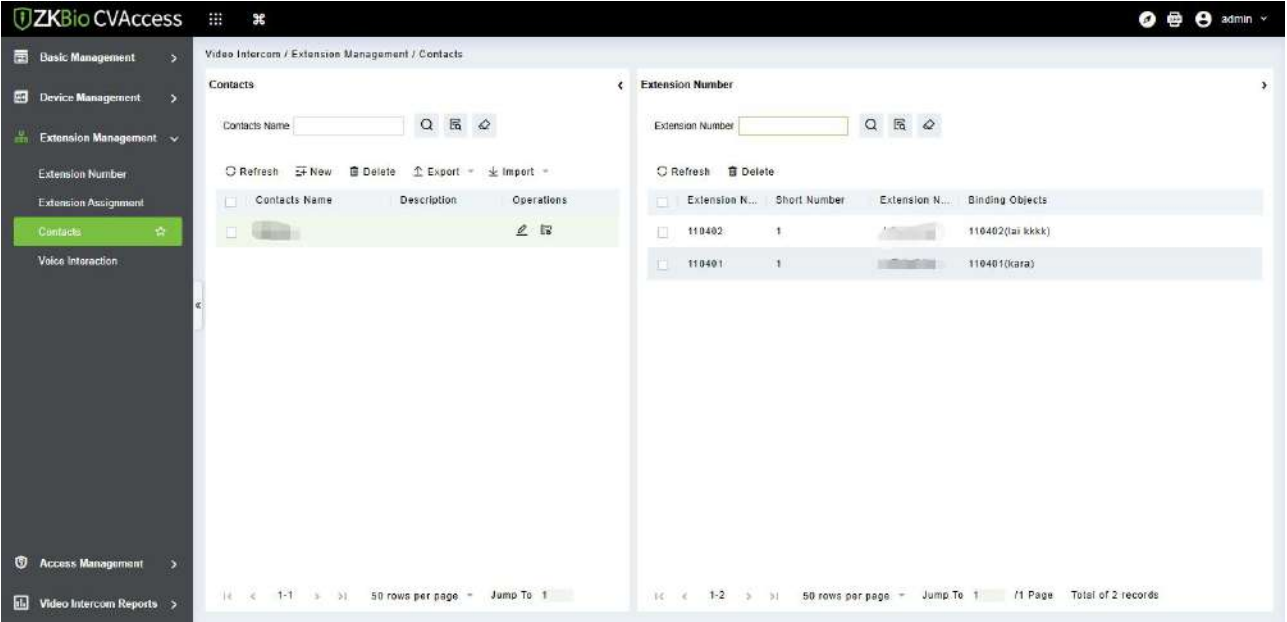 ZKBio CVAccess
admin
Basic Management
Device Management
Extension Management
Extension Number
Extension Assignment
Contacts
Voice Interaction
Access Management
Video Intercom Reports
Video Intercom / Extension Management / Contacts
Contacts
Contacts Name
Refresh New Delete Export Import
Contacts Name Description Operations
1-1 50 rows per page Jump To 1
Extension Number
Extension Number
Refresh Delete
Extension N... Short Number Extension N... Binding Objects
110402 1 110402(lai kkkk)
110401 1 110401(kara)
1-2 50 rows per page Jump To 1 /1 Page Total of 2 records